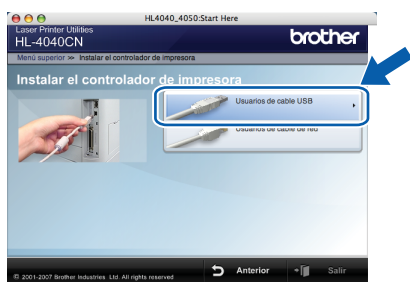 HL4040_4050:Start Here
Laser Printer Utilities
HL-4040CN
brother
Menú superior >> Instalar el controlador de impresora
Instalar el controlador de impresora
Usuarios de cable USB
Usuarios de cable de red
© 2001-2007 Brother Industries Ltd. All rights reserved
Anterior
Salir